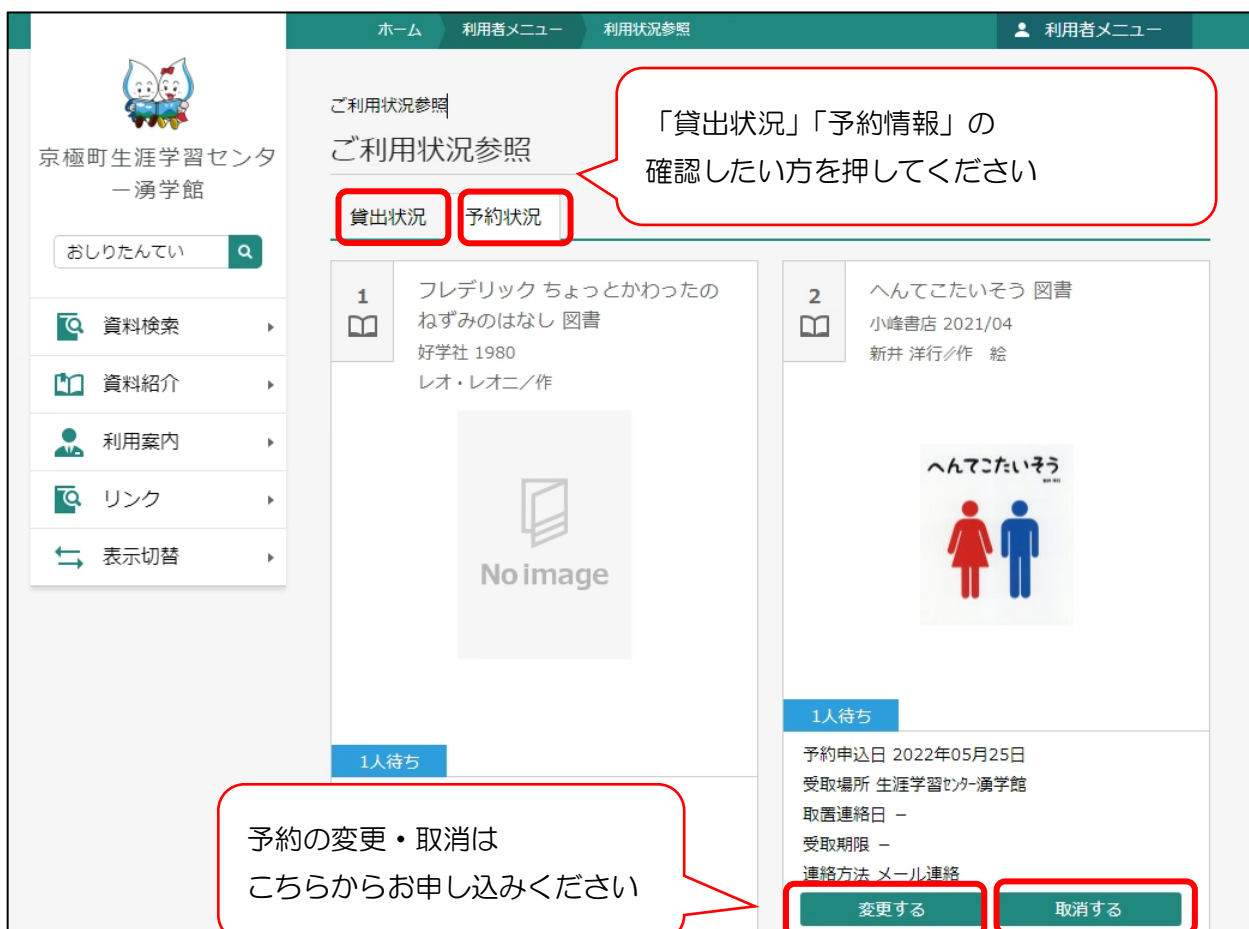 ホーム 利用者メニュー 利用状況参照
利用者メニュー
京極町生涯学習センタ
ー湧学館
おしりたんてい
資料検索
資料紹介
利用案内
リンク
表示切替
ご利用状況参照
ご利用状況参照
「貸出状況」「予約情報」の
確認したい方を押してください
貸出状況 予約状況
1
フレデリック ちょっとかわったの
ねずみのはなし 図書
好学社 1980
レオ・レオニ／作
No image
1人待ち
2
へんてこたいそう 図書
小峰書店 2021/04
新井 洋行∥作 絵
へんてこたいそう
1人待ち
予約申込日 2022年05月25日
受取場所 生涯学習ｾﾝﾀｰ湧学館
取置連絡日 −
受取期限 −
連絡方法 メール連絡
変更する 取消する
予約の変更・取消は
こちらからお申し込みください